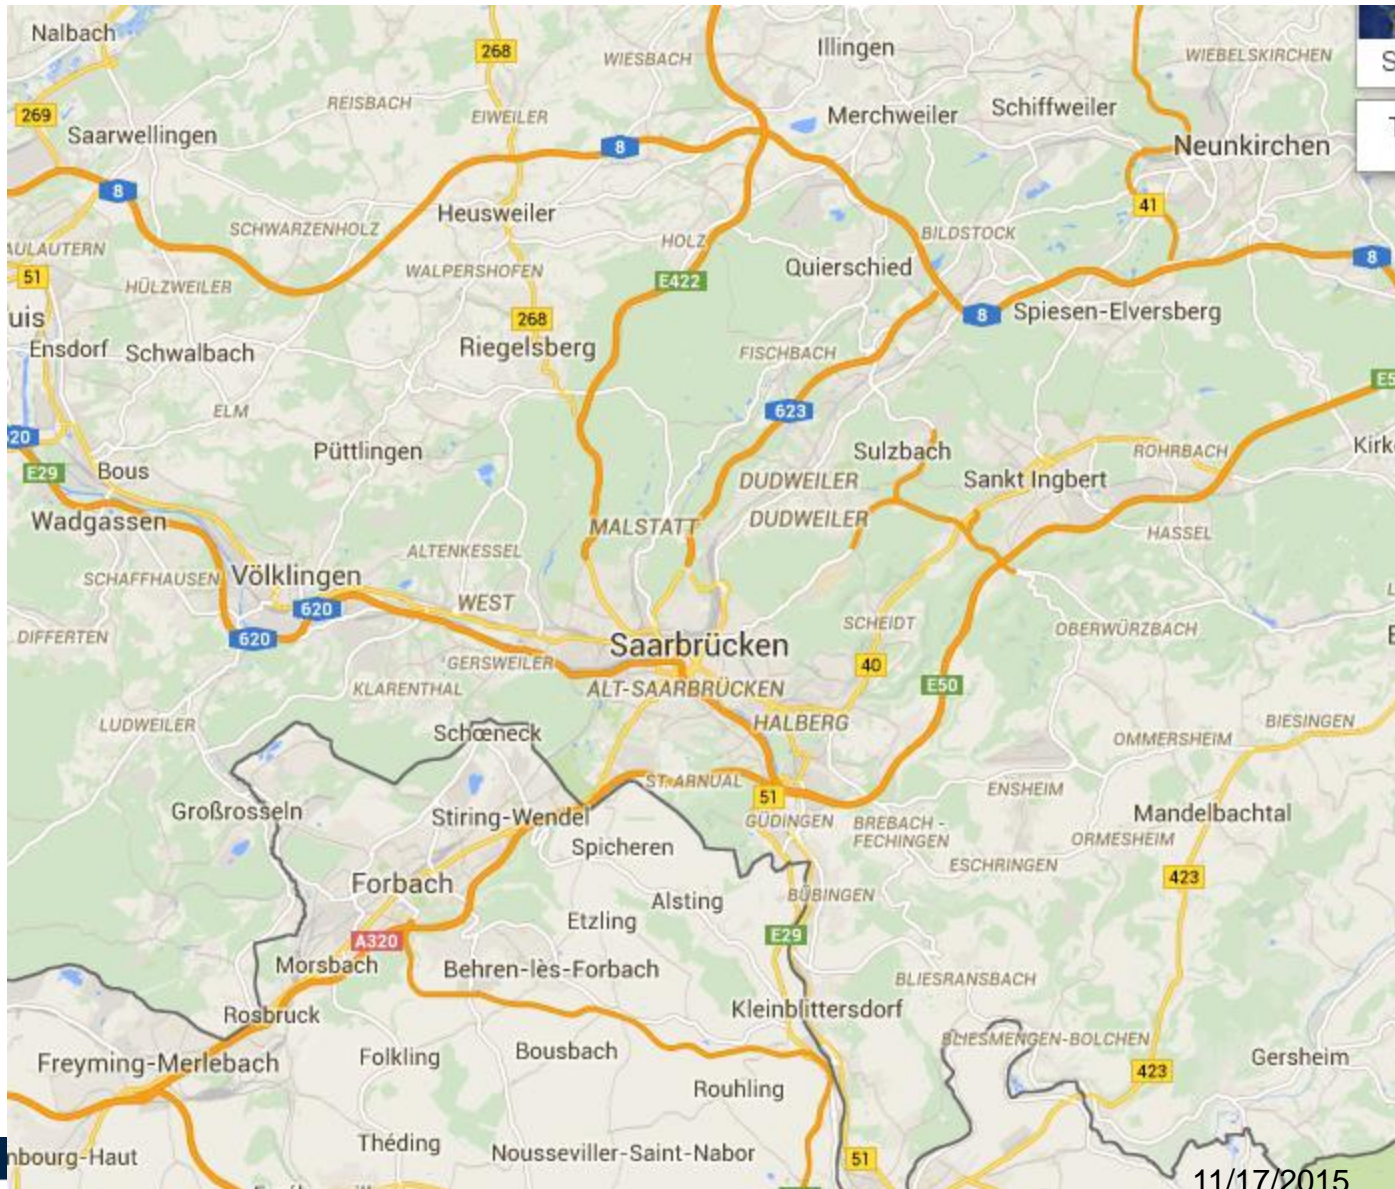 Nalbach
268
WIESBACH
Illingen
WIEBELSKIRCHEN
S
REISBACH
269
EIWEILER
Merchweiler
Schiffweiler
Saarwellingen
8
Neunkirchen
8
41
Heusweiler
SCHWARZENHOLZ
HOLZ
BILDSTOCK
AULAUTERN
8
51
WALPERSHOFEN
Quierschied
E422
HÜLZWEILER
uis
268
8
Spiesen-Elversberg
Ensdorf
Schwalbach
Riegelsberg
FISCHBACH
E5
ELM
623
20
Püttlingen
Sulzbach
ROHRBACH
Kirk
E29
Bous
DUDWEILER
Sankt Ingbert
Wadgassen
MALSTATT
DUDWEILER
HASSEL
ALTENKESSEL
SCHAFFHAUSEN
Völklingen
WEST
620
SCHEIDT
OBERWÜRZBACH
DIFFERTEN
620
Saarbrücken
GERSWEILER
40
KLARENTHAL
ALT-SAARBRÜCKEN
E50
LUDWEILER
Schœneck
HALBERG
BIESINGEN
OMMERSHEIM
ST. ARNUAL
ENSHEIM
51
Großrosseln
Stiring-Wendel
GÜDINGEN
BREBACH -
FECHINGEN
Mandelbachtal
ORMESHEIM
Spicheren
ESCHRINGEN
Forbach
423
Alsting
BÜBINGEN
Etzling
A320
E29
Morsbach
Behren-lès-Forbach
BLIESRANSBACH
Rosbruck
Kleinblittersdorf
BLIESMENGEN-BOLCHEN
Freyming-Merlebach
Folkling
Bousbach
Gersheim
423
Rouhling
Théding
Nousseviller-Saint-Nabor
nbourg-Haut
51
11/17/2015